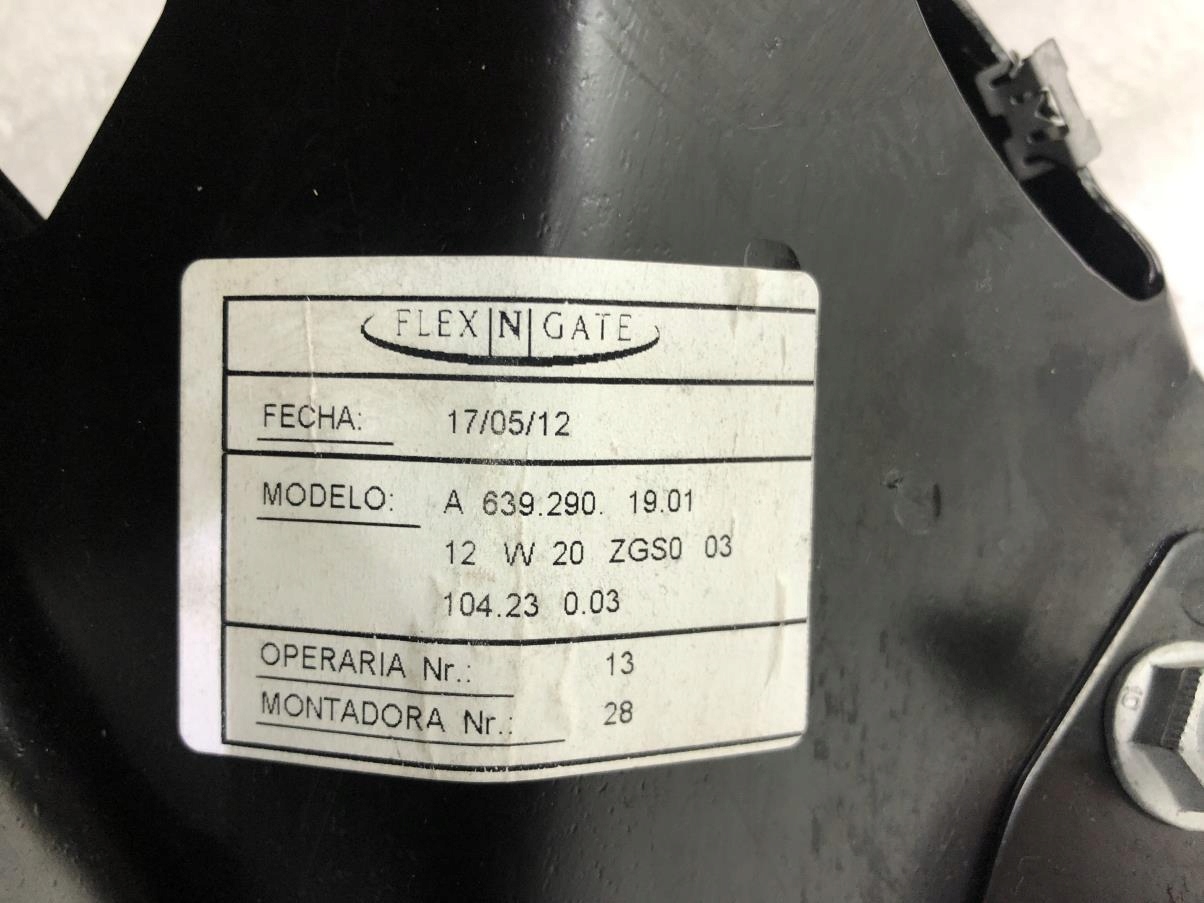 FLEX|N|GATE
FECHA: 17/05/12
MODELO: A 639.290. 19.01
12 W 20 ZGS0 03
104.23 0.03
OPERARIA Nr.: 13
MONTADORA Nr.: 28